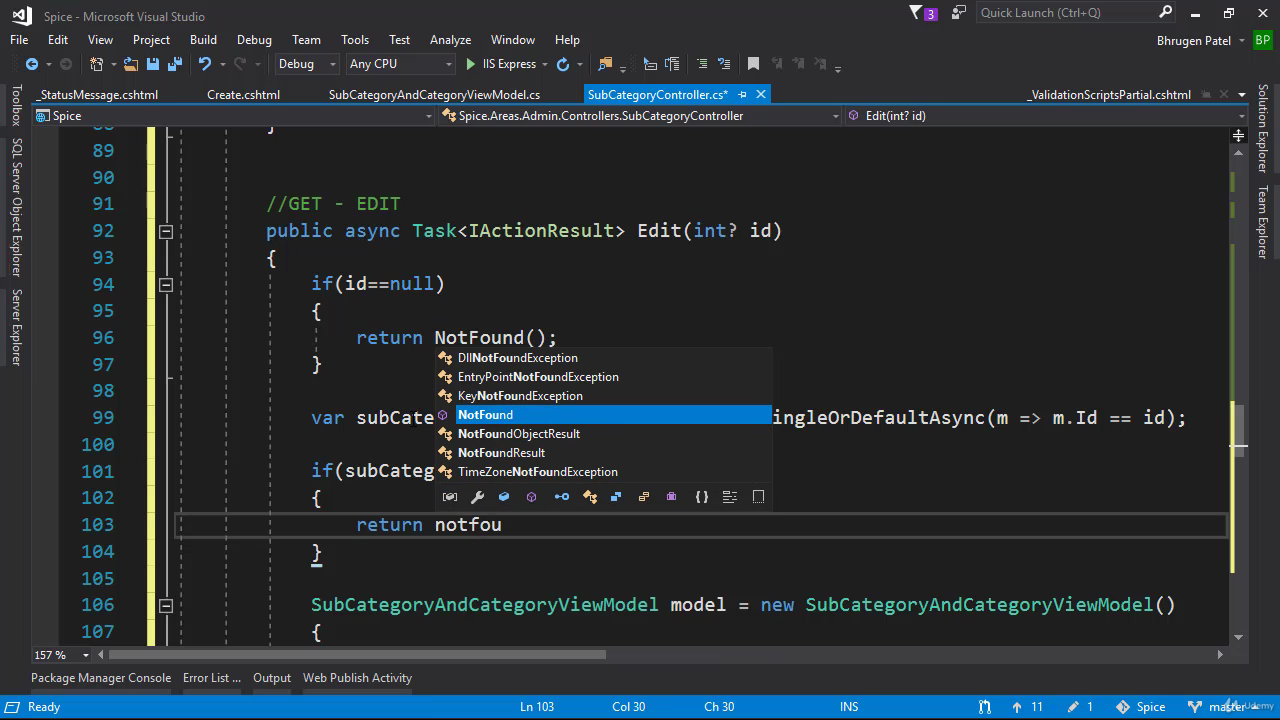 Spice - Microsoft Visual Studio
3
Quick Launch (Ctrl+Q)
File Edit View Project Build Debug Team Tools Test Analyze Window Help
Bhrugen Patel BP
Debug Any CPU IIS Express
_StatusMessage.cshtml Create.cshtml SubCategoryAndCategoryViewModel.cs SubCategoryController.cs* _ValidationScriptsPartial.cshtml
Spice Spice.Areas.Admin.Controllers.SubCategoryController Edit(int? id)
Toolbox
SQL Server Object Explorer
Server Explorer
Solution Explorer
Team Explorer
}
89
90
91 //GET - EDIT
92 public async Task<IActionResult> Edit(int? id)
93 {
94 if(id==null)
95 {
96 return NotFound();
97 }
98
99 var subCate ingleOrDefaultAsync(m => m.Id == id);
100
101 if(subCateg
102 {
103 return notfou
104 }
105
106 SubCategoryAndCategoryViewModel model = new SubCategoryAndCategoryViewModel()
107 {
DllNotFoundException
EntryPointNotFoundException
KeyNotFoundException
NotFound
NotFoundObjectResult
NotFoundResult
TimeZoneNotFoundException
157 %
Package Manager Console Error List ... Output Web Publish Activity
Ready Ln 103 Col 30 Ch 30 INS 11 1 Spice master
Udemy